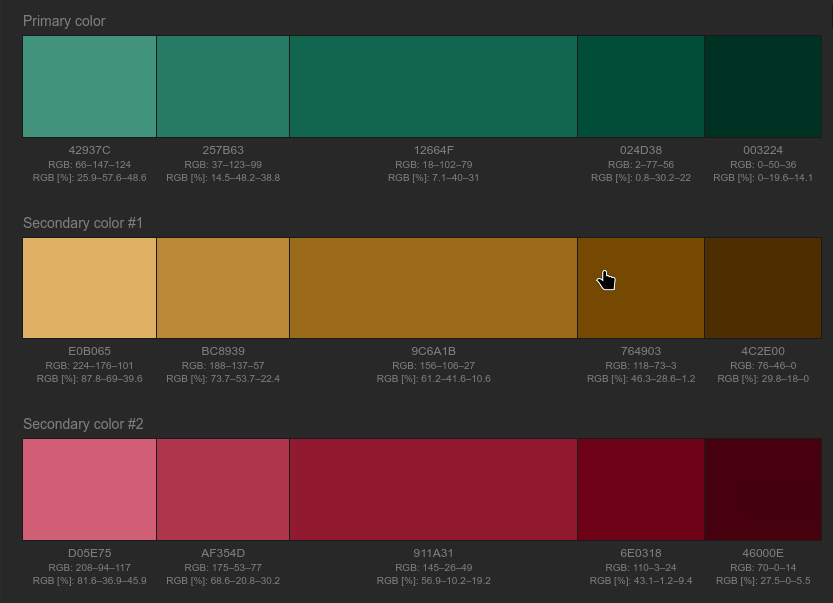 Primary color
42937C 257B63 12664F 024D38 003224
RGB: 66–147–124 RGB: 37–123–99 RGB: 18–102–79 RGB: 2–77–56 RGB: 0–50–36
RGB [%]: 25.9–57.6–48.6 RGB [%]: 14.5–48.2–38.8 RGB [%]: 7.1–40–31 RGB [%]: 0.8–30.2–22 RGB [%]: 0–19.6–14.1
Secondary color #1
E0B065 BC8939 9C6A1B 764903 4C2E00
RGB: 224–176–101 RGB: 188–137–57 RGB: 156–106–27 RGB: 118–73–3 RGB: 76–46–0
RGB [%]: 87.8–69–39.6 RGB [%]: 73.7–53.7–22.4 RGB [%]: 61.2–41.6–10.6 RGB [%]: 46.3–28.6–1.2 RGB [%]: 29.8–18–0
Secondary color #2
D05E75 AF354D 911A31 6E0318 46000E
RGB: 208–94–117 RGB: 175–53–77 RGB: 145–26–49 RGB: 110–3–24 RGB: 70–0–14
RGB [%]: 81.6–36.9–45.9 RGB [%]: 68.6–20.8–30.2 RGB [%]: 56.9–10.2–19.2 RGB [%]: 43.1–1.2–9.4 RGB [%]: 27.5–0–5.5